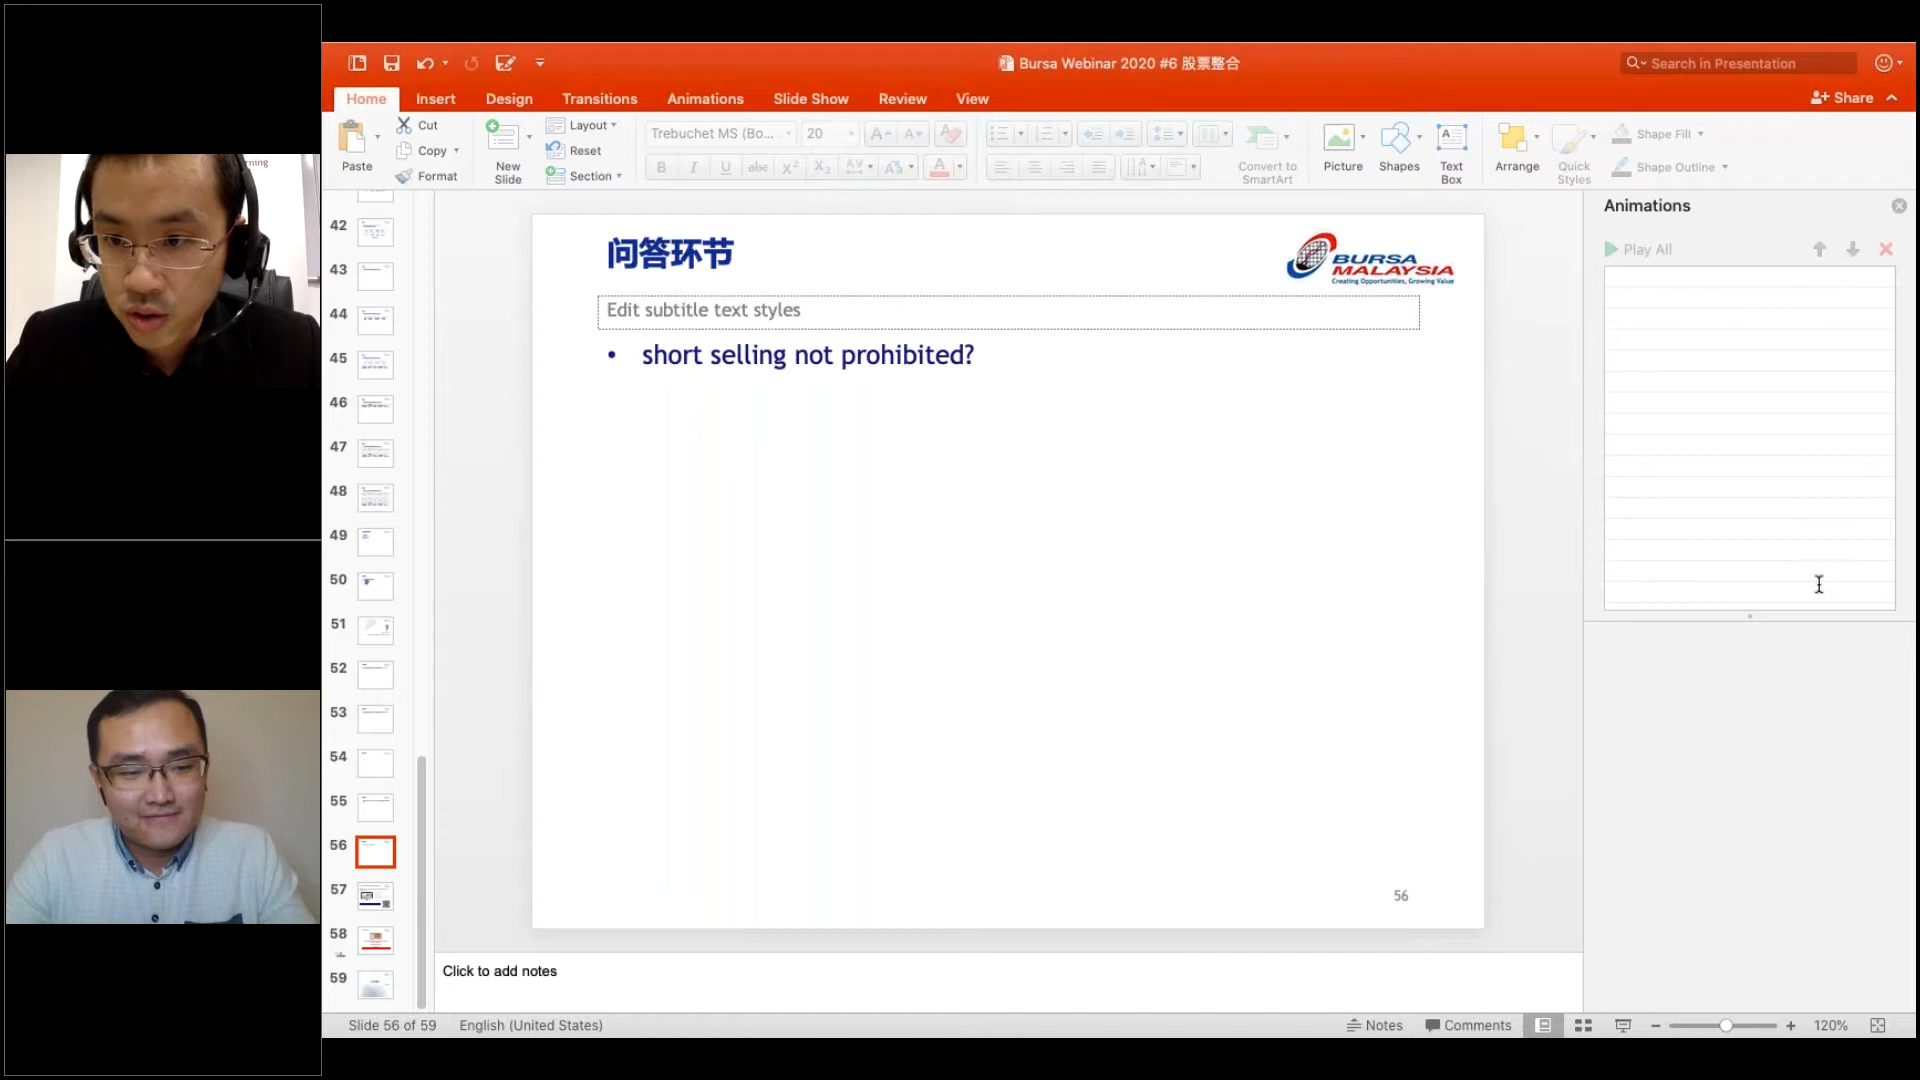 Bursa Webinar 2020 #6 股票整合
Search in Presentation
Home Insert Design Transitions Animations Slide Show Review View
Share
Paste
Cut
Copy
Format
New Slide
Layout
Reset
Section
Trebuchet MS (Bo...
20
B I U abc X² X₂ AV Aa A
Convert to SmartArt
Picture
Shapes
Text Box
Arrange
Quick Styles
Shape Fill
Shape Outline
42
43
44
45
46
47
48
49
50
51
52
53
54
55
56
57
58
59
问答环节
BURSA
MALAYSIA
Creating Opportunities, Growing Value
Edit subtitle text styles
• short selling not prohibited?
56
Animations
Play All
Click to add notes
Slide 56 of 59
English (United States)
Notes
Comments
120%